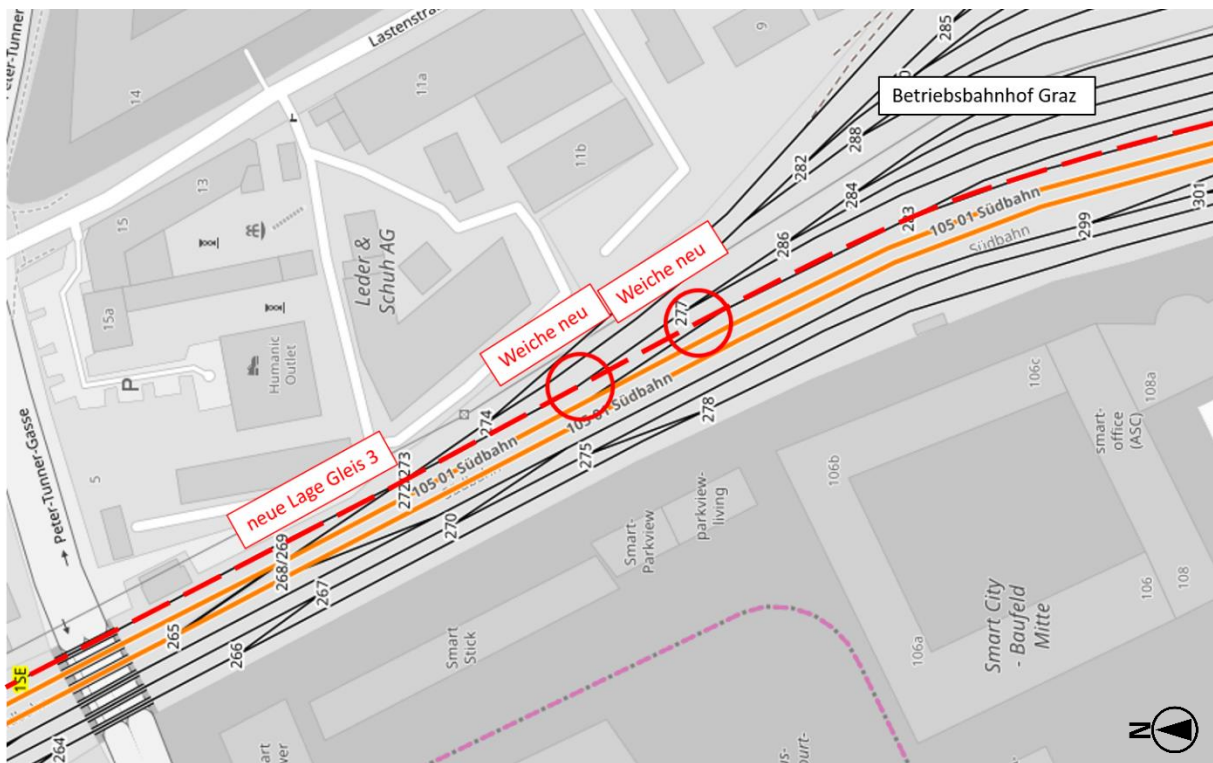 Peter-Tunner
Lastenstra
14
11a
9
285
Betriebsbahnhof Graz
288
282
284
283
286
105 01 Südbahn
Südbahn
299
301
13
15
15a
11b
Leder &
Schuh AG
Humanic
Outlet
P
Weiche neu
Weiche neu
277
274
105 01 Südbahn
278
275
neue Lage Gleis 3
272/273
105 01 Südbahn
270
268/269
267
265
266
264
1SE
5
→ Peter-Tunner-Gasse →
Smart-
Parkview
parkview-
living
Smart
Stick
106c
108a
smart-
office
(ASC)
106b
106
108
106a
Smart City
- Baufeld
Mitte
N